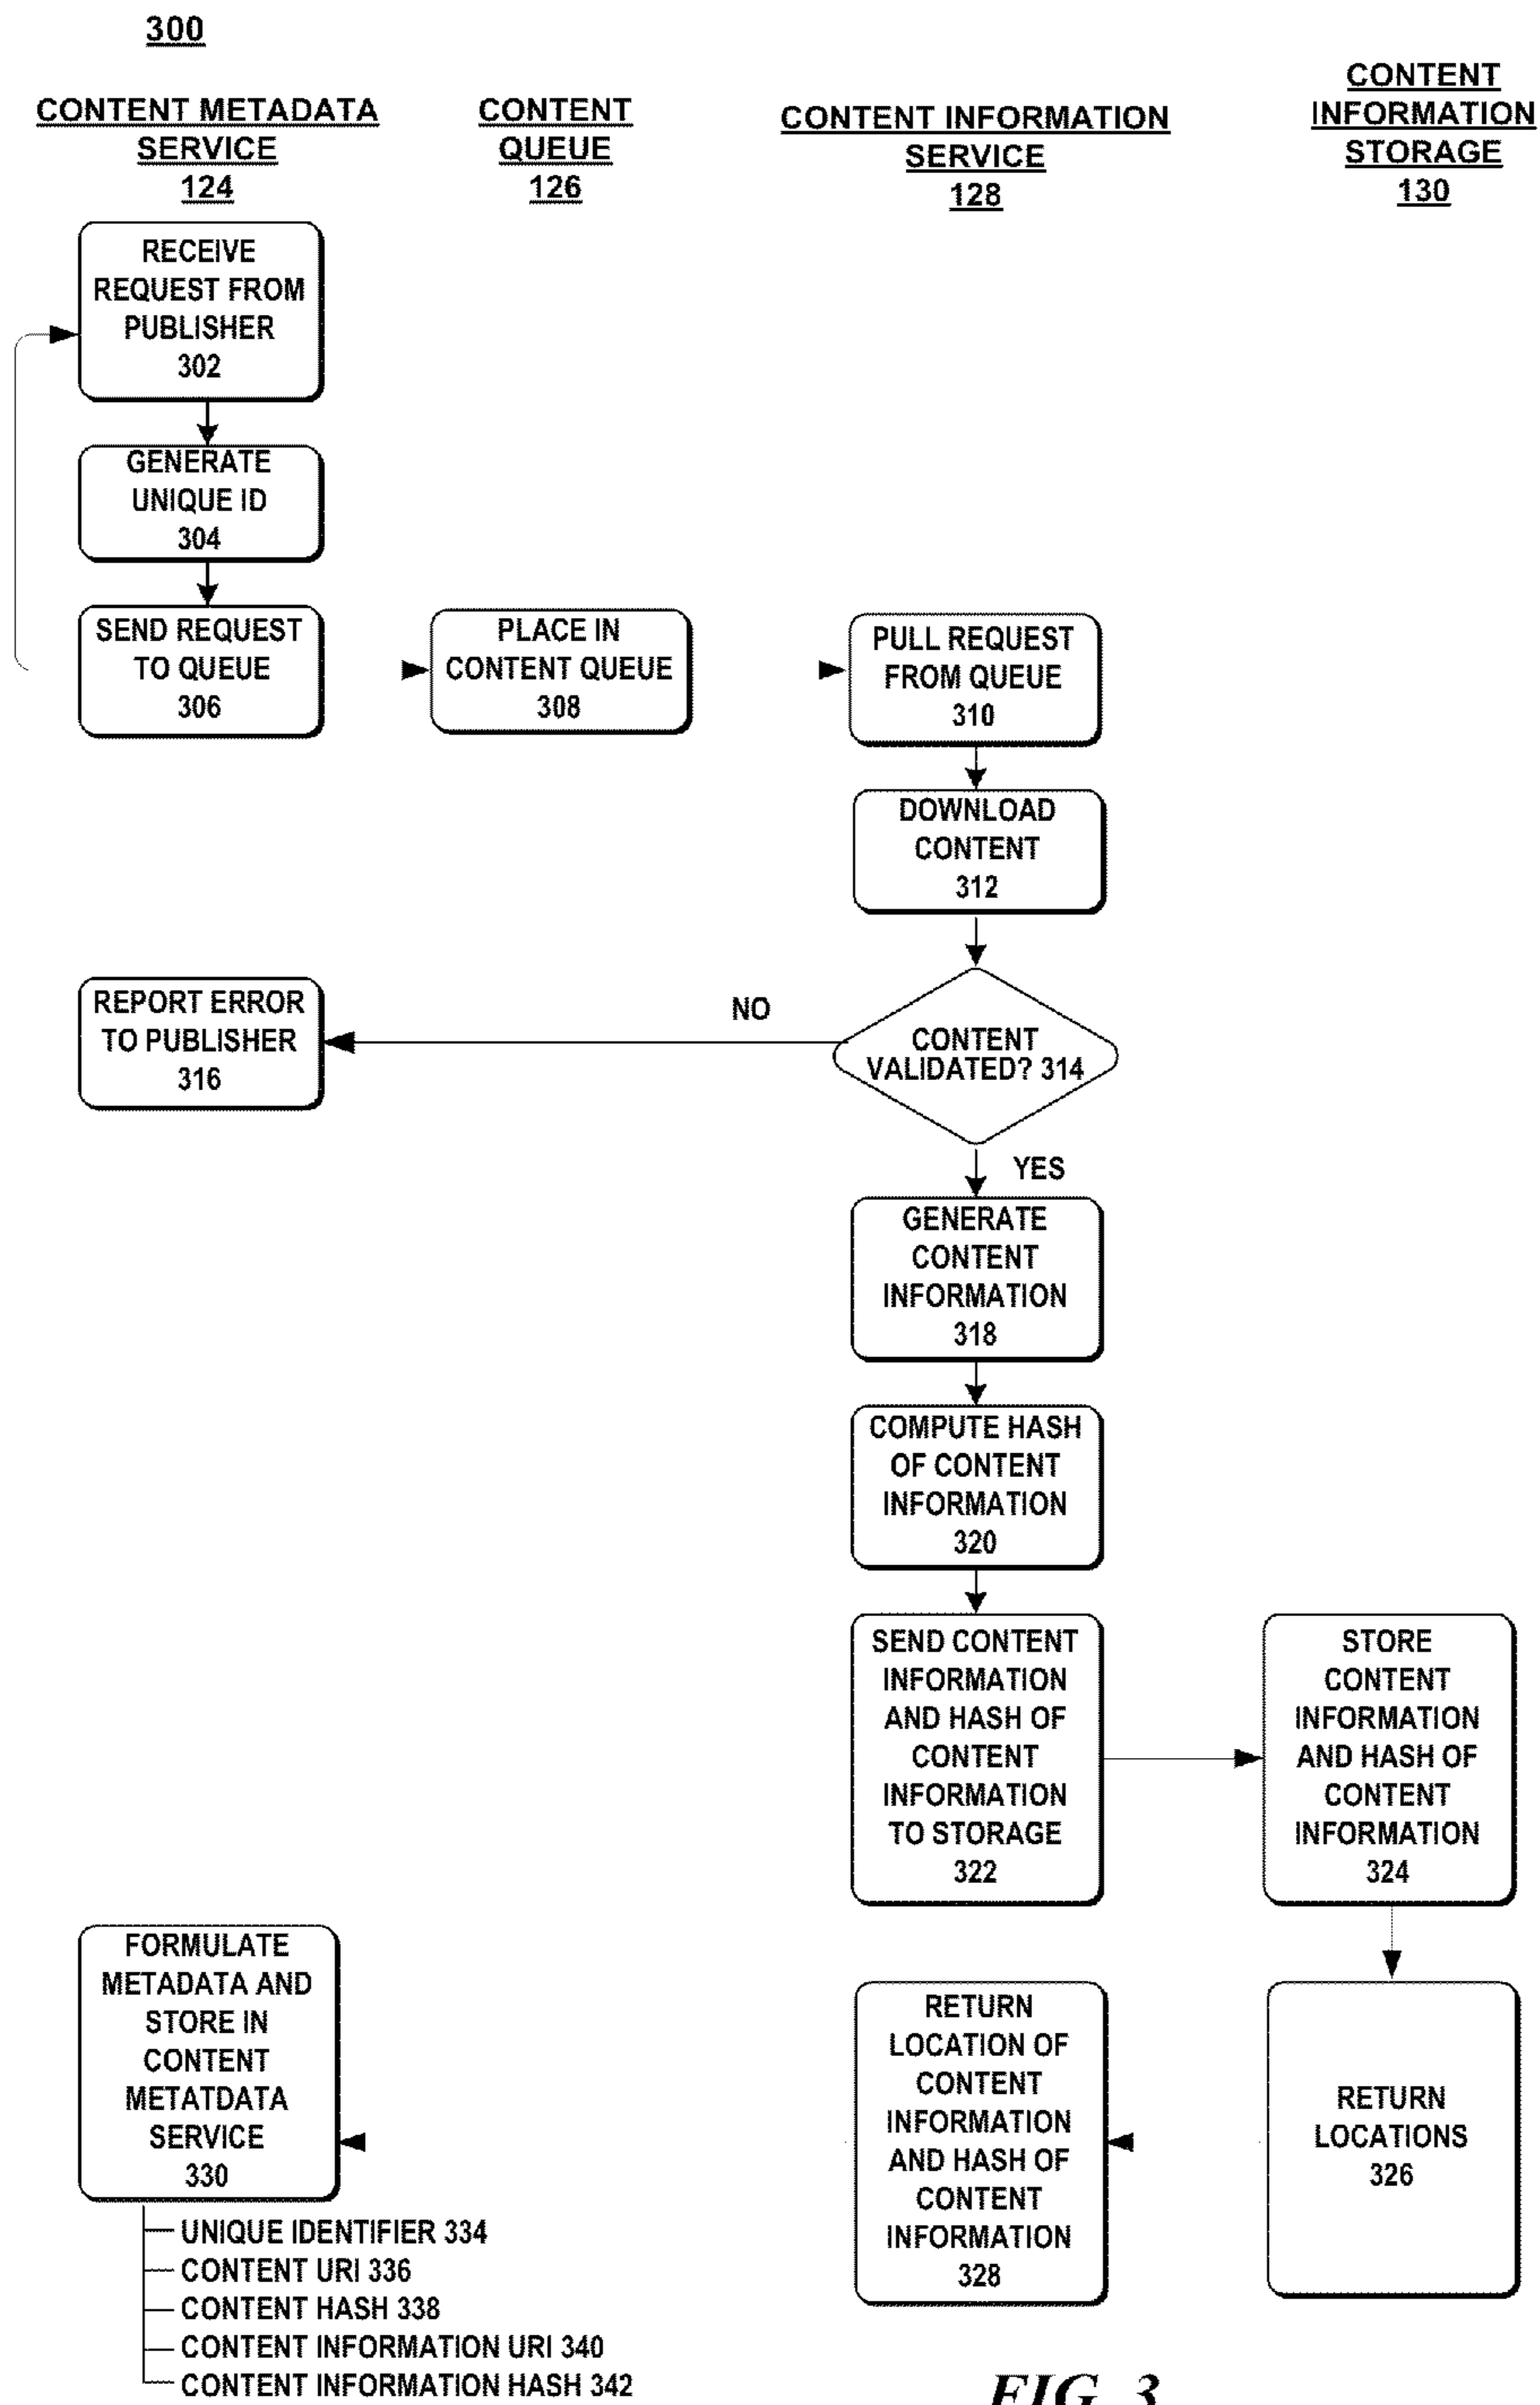 300
CONTENT METADATA
SERVICE
124
CONTENT
QUEUE
126
CONTENT INFORMATION
SERVICE
128
CONTENT
INFORMATION
STORAGE
130
RECEIVE
REQUEST FROM
PUBLISHER
302
GENERATE
UNIQUE ID
304
SEND REQUEST
TO QUEUE
306
PLACE IN
CONTENT QUEUE
308
PULL REQUEST
FROM QUEUE
310
DOWNLOAD
CONTENT
312
CONTENT
VALIDATED? 314
NO
REPORT ERROR
TO PUBLISHER
316
YES
GENERATE
CONTENT
INFORMATION
318
COMPUTE HASH
OF CONTENT
INFORMATION
320
SEND CONTENT
INFORMATION
AND HASH OF
CONTENT
INFORMATION
TO STORAGE
322
STORE
CONTENT
INFORMATION
AND HASH OF
CONTENT
INFORMATION
324
RETURN
LOCATIONS
326
RETURN
LOCATION OF
CONTENT
INFORMATION
AND HASH OF
CONTENT
INFORMATION
328
FORMULATE
METADATA AND
STORE IN
CONTENT
METATDATA
SERVICE
330
UNIQUE IDENTIFIER 334
CONTENT URI 336
CONTENT HASH 338
CONTENT INFORMATION URI 340
CONTENT INFORMATION HASH 342
FIG. 3